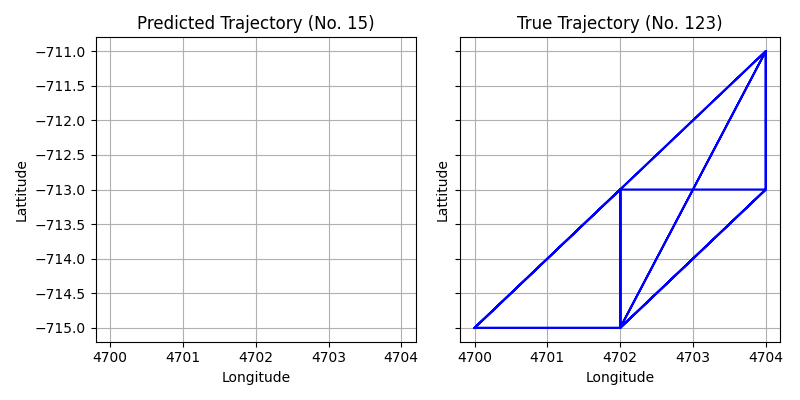 Predicted Trajectory (No. 15)
Lattitude
−711.0
−711.5
−712.0
−712.5
−713.0
−713.5
−714.0
−714.5
−715.0
4700 4701 4702 4703 4704
Longitude
True Trajectory (No. 123)
Lattitude
4700 4701 4702 4703 4704
Longitude